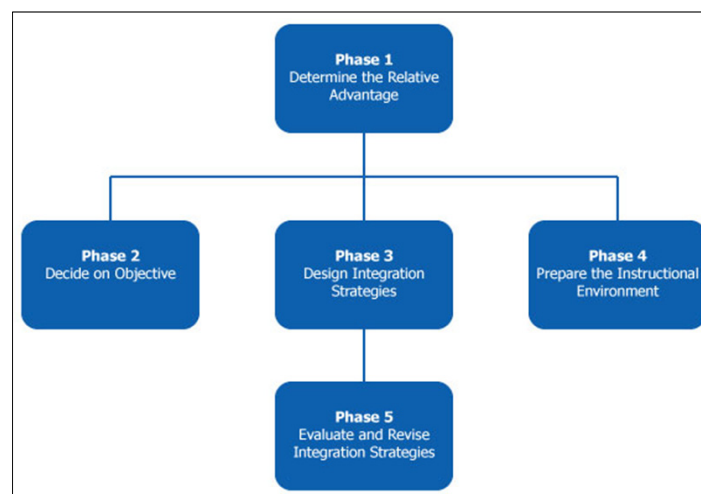 Phase 1
Determine the Relative
Advantage
Phase 2
Decide on Objective
Phase 3
Design Integration
Strategies
Phase 4
Prepare the Instructional
Environment
Phase 5
Evaluate and Revise
Integration Strategies